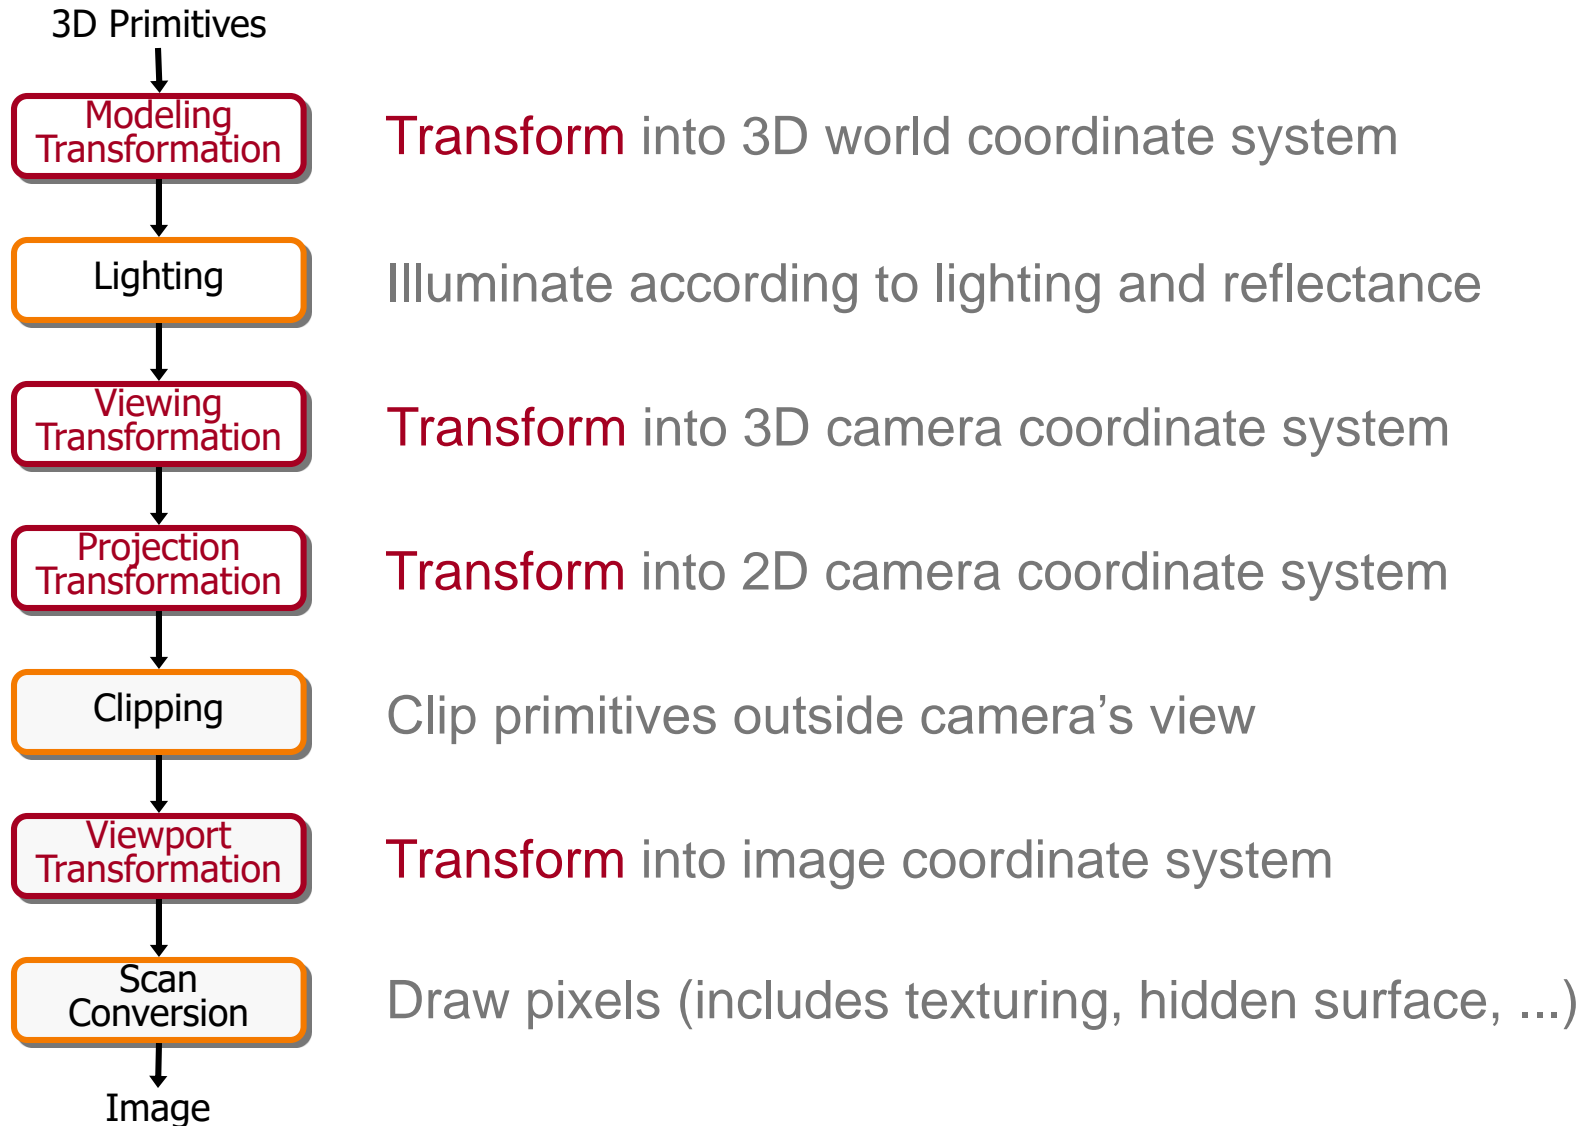 3D Primitives
Modeling
Transformation
Transform into 3D world coordinate system
Lighting
Illuminate according to lighting and reflectance
Viewing
Transformation
Transform into 3D camera coordinate system
Projection
Transformation
Transform into 2D camera coordinate system
Clipping
Clip primitives outside camera’s view
Viewport
Transformation
Transform into image coordinate system
Scan
Conversion
Draw pixels (includes texturing, hidden surface, ...)
Image